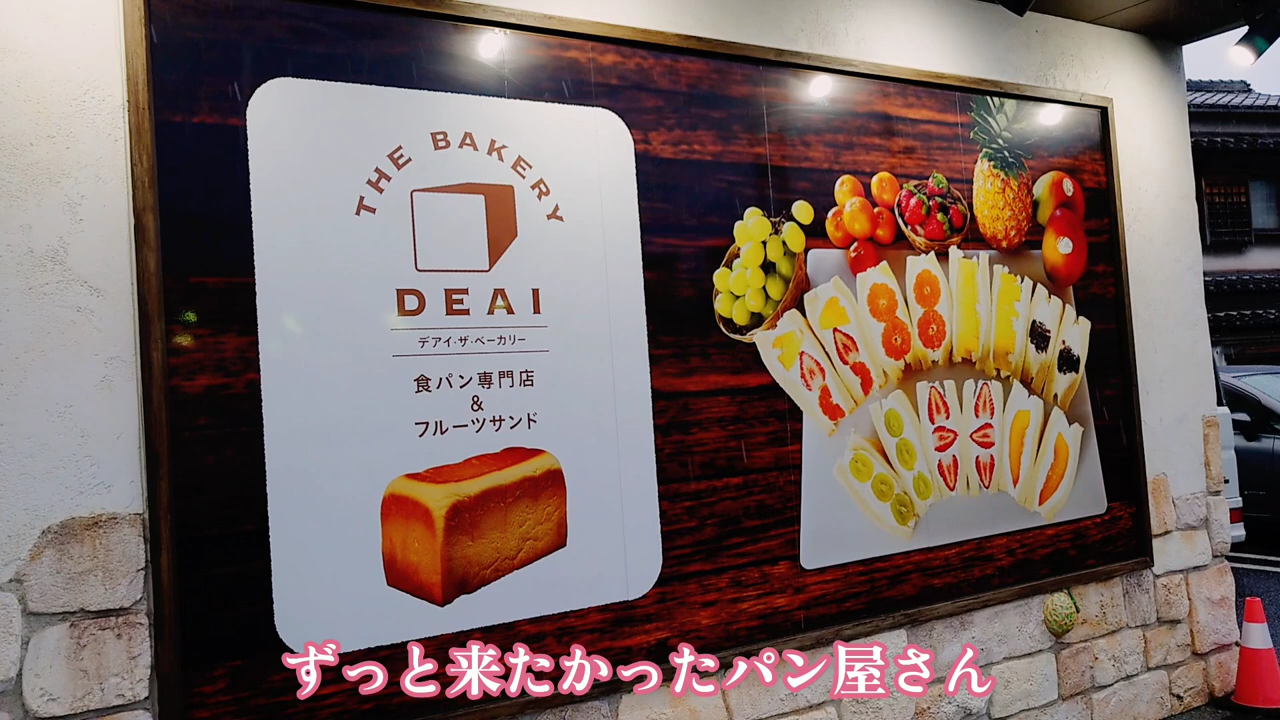 THE BAKERY
DEAI
デアイ・ザ・ベーカリー
食パン専門店
&
フルーツサンド
ずっと来たかったパン屋さん